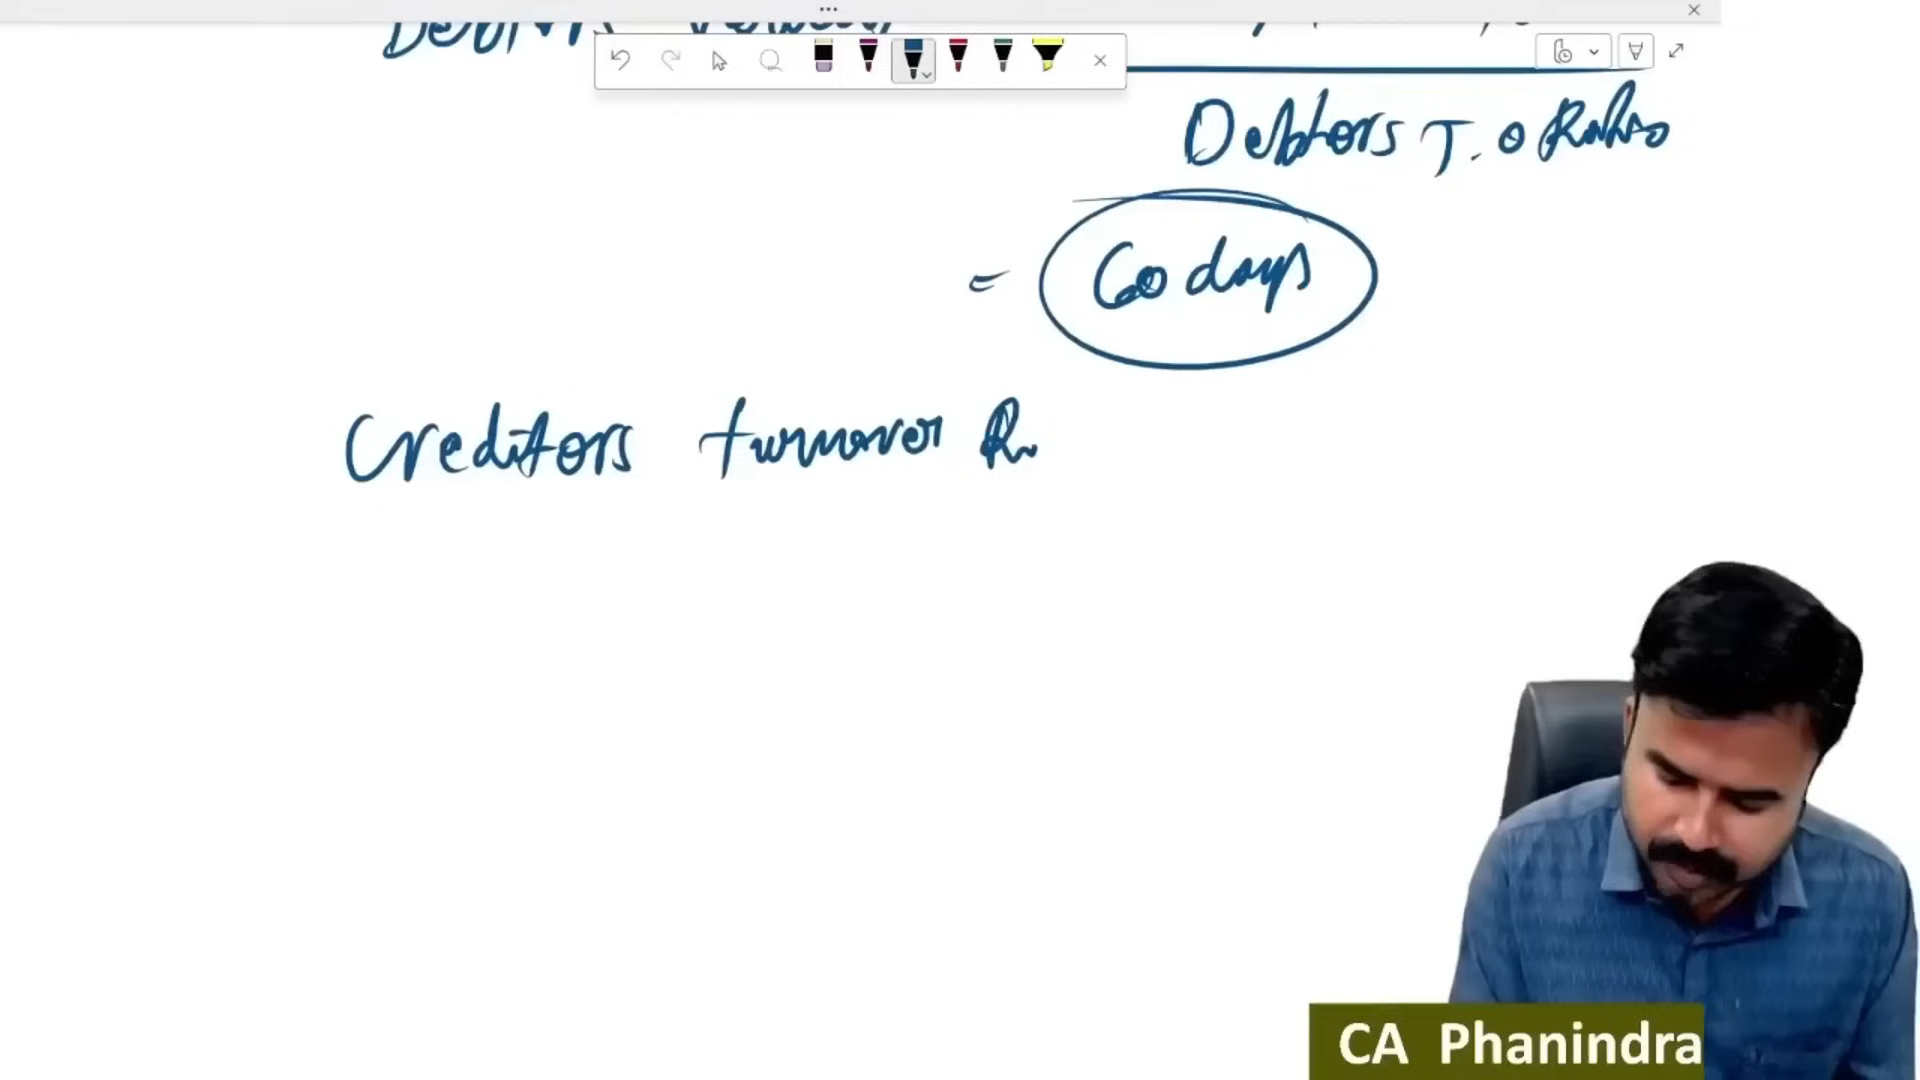 Debtors T.O Ratio
= 60 days
Creditors turnover R
CA Phanindra